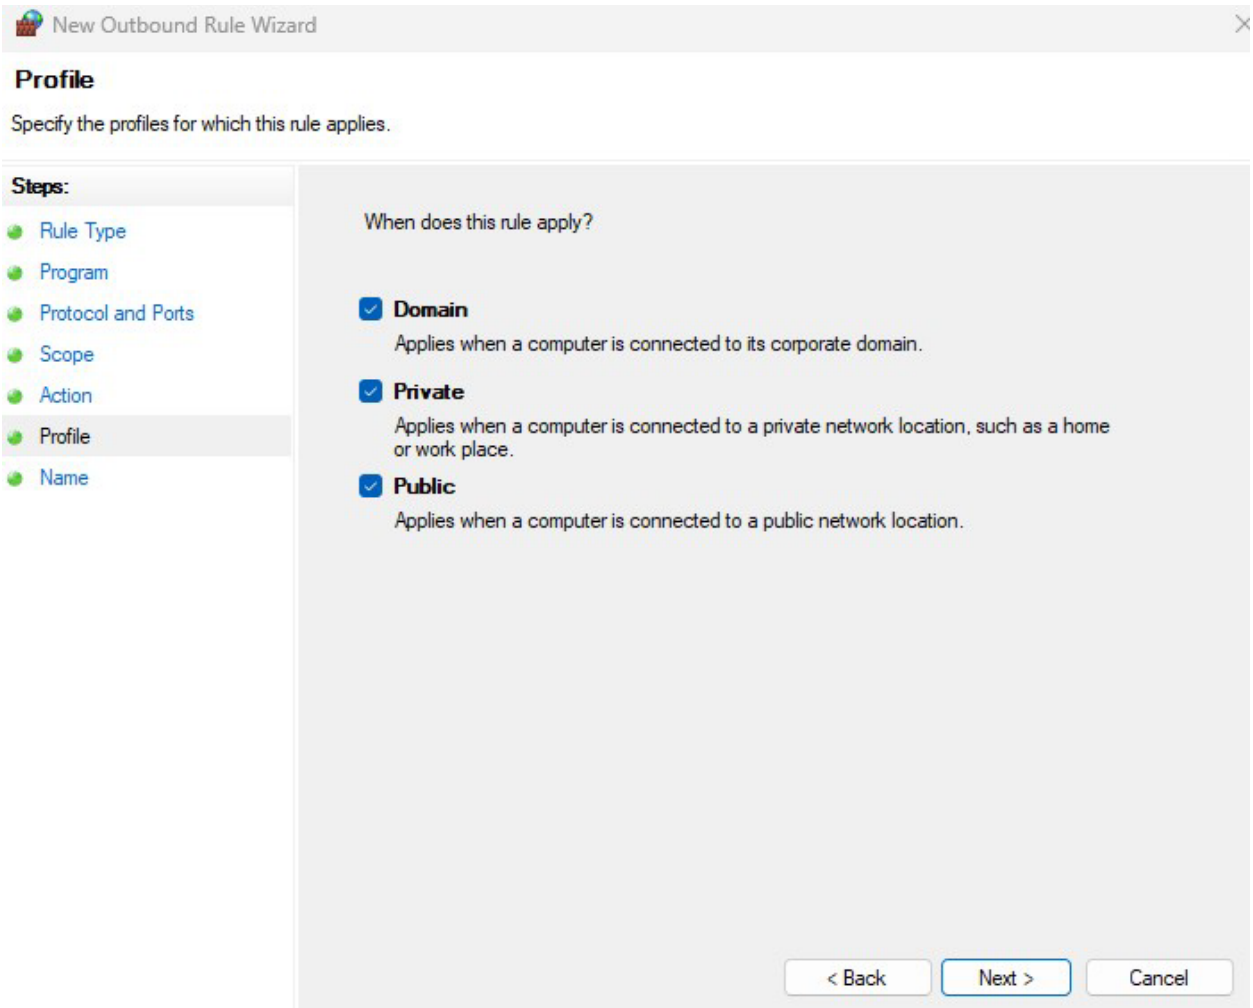 New Outbound Rule Wizard
Profile
Specify the profiles for which this rule applies.
Steps:
Rule Type
Program
Protocol and Ports
Scope
Action
Profile
Name
When does this rule apply?
Domain
Applies when a computer is connected to its corporate domain.
Private
Applies when a computer is connected to a private network location, such as a home
or work place.
Public
Applies when a computer is connected to a public network location.
< Back
Next >
Cancel